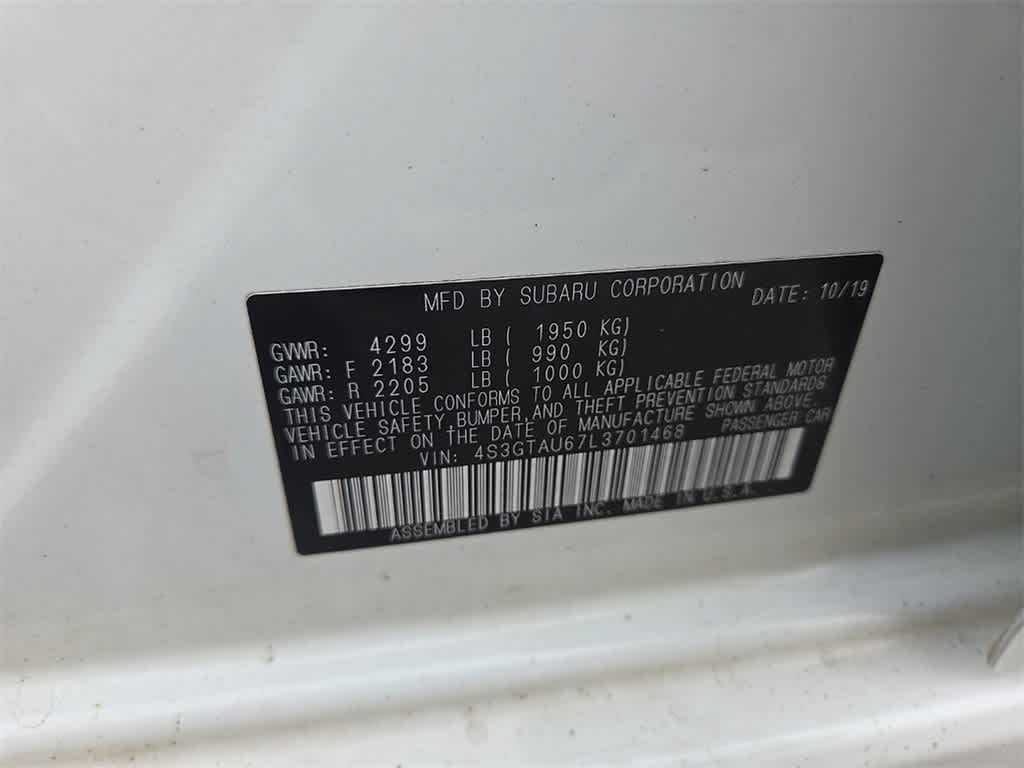 MFD BY SUBARU CORPORATION DATE: 10/19
GVWR: 4299 LB ( 1950 KG)
GAWR: F 2183 LB ( 990 KG)
GAWR: R 2205 LB ( 1000 KG)
THIS VEHICLE CONFORMS TO ALL APPLICABLE FEDERAL MOTOR
VEHICLE SAFETY, BUMPER, AND THEFT PREVENTION STANDARDS
IN EFFECT ON THE DATE OF MANUFACTURE SHOWN ABOVE.
VIN: 4S3GTAU67L3701468 PASSENGER CAR
ASSEMBLED BY SIA INC. MADE IN U.S.A.